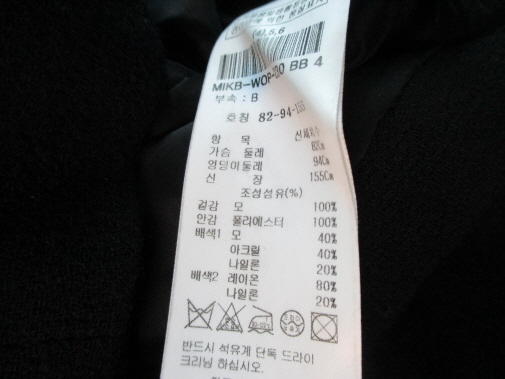 (4),5,6
MIKB-WOP-DO BB 4
부속 : B
호칭 82-94-155
항 목 신체치수
가슴 둘레 82Cm
엉덩이둘레 94Cm
신 장 155Cm
조성섬유(%)
겉감 모 100%
안감 폴리에스터 100%
배색1 모 40%
아크릴 40%
나일론 20%
배색2 레이온 80%
나일론 20%
반드시 석유계 단독 드라이
크리닝 하십시오.